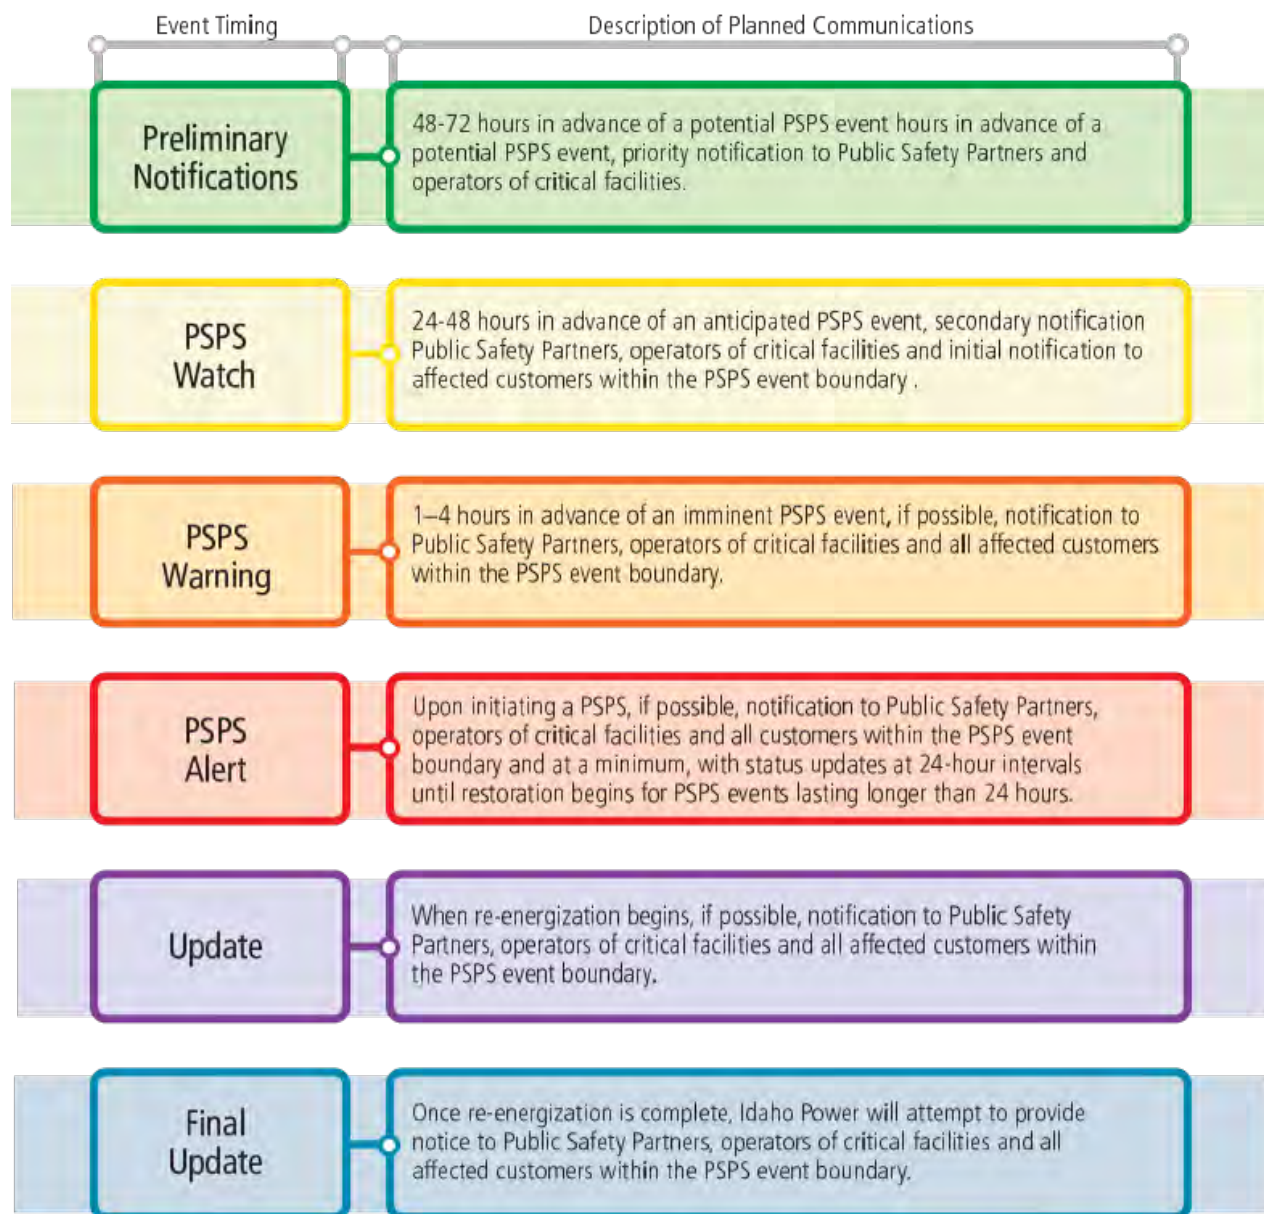 Event Timing
Description of Planned Communications
Preliminary
Notifications
48-72 hours in advance of a potential PSPS event hours in advance of a
potential PSPS event, priority notification to Public Safety Partners and
operators of critical facilities.
PSPS
Watch
24-48 hours in advance of an anticipated PSPS event, secondary notification
Public Safety Partners, operators of critical facilities and initial notification to
affected customers within the PSPS event boundary .
PSPS
Warning
1–4 hours in advance of an imminent PSPS event, if possible, notification to
Public Safety Partners, operators of critical facilities and all affected customers
within the PSPS event boundary.
PSPS
Alert
Upon initiating a PSPS, if possible, notification to Public Safety Partners,
operators of critical facilities and all customers within the PSPS event
boundary and at a minimum, with status updates at 24-hour intervals
until restoration begins for PSPS events lasting longer than 24 hours.
Update
When re-energization begins, if possible, notification to Public Safety
Partners, operators of critical facilities and all affected customers within
the PSPS event boundary.
Final
Update
Once re-energization is complete, Idaho Power will attempt to provide
notice to Public Safety Partners, operators of critical facilities and all
affected customers within the PSPS event boundary.